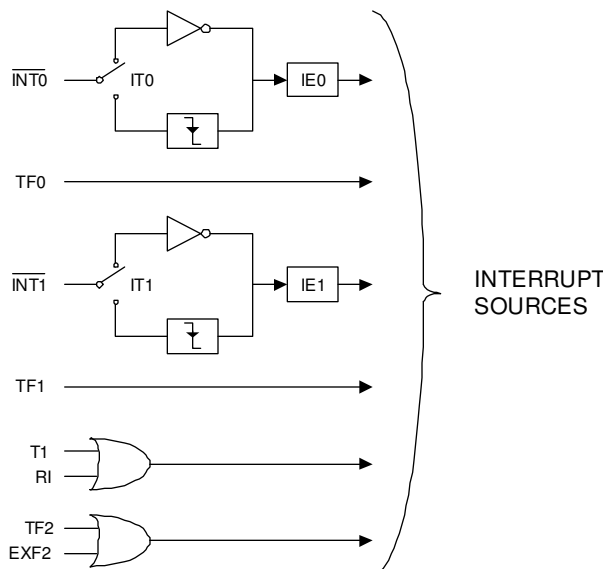 INT0
IT0
IE0
TF0
INT1
IT1
IE1
INTERRUPT
SOURCES
TF1
T1
RI
TF2
EXF2